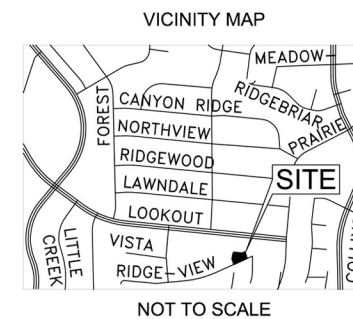 VICINITY MAP
MEADOW
RIDGEBRIAR
CANYON RIDGE
FOREST
NORTHVIEW
PRAIRIE
RIDGEWOOD
SITE
LAWNDALE
LOOKOUT
LITTLE
CREEK
VISTA
RIDGE-VIEW
NOT TO SCALE